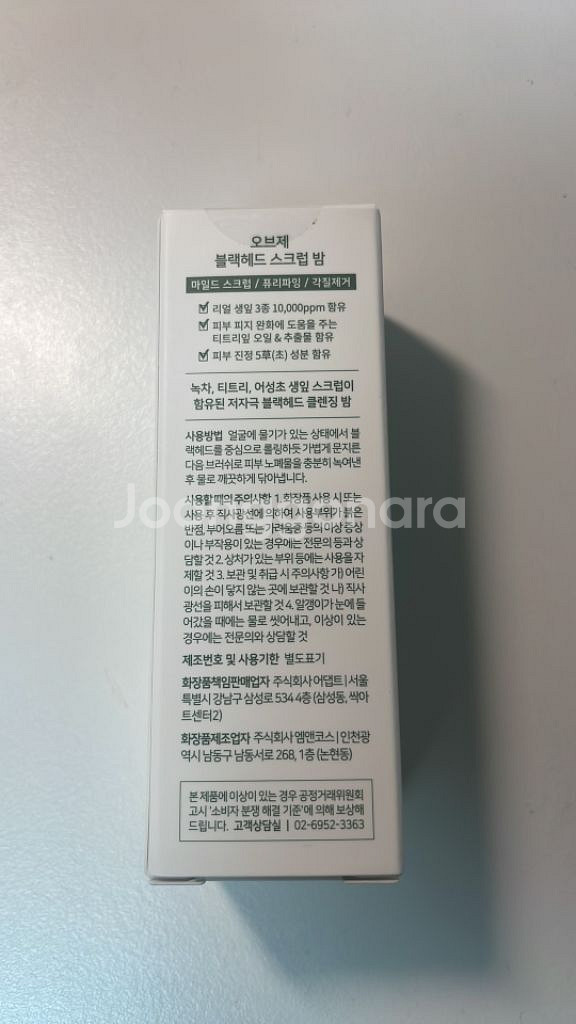 오브제
블랙헤드 스크럽 밤
마일드 스크럽 / 퓨리파잉 / 각질제거
리얼 생잎 3종 10,000ppm 함유
피부 피지 완화에 도움을 주는
티트리잎 오일 & 추출물 함유
피부 진정 5草(초) 성분 함유
녹차, 티트리, 어성초 생잎 스크럽이
함유된 저자극 블랙헤드 클렌징 밤
사용방법 얼굴에 물기가 있는 상태에서 블
랙헤드를 중심으로 롤링하듯 가볍게 문지른
다음 브러쉬로 피부 노폐물을 충분히 녹여낸
후 물로 깨끗하게 닦아냅니다.
사용할 때의 주의사항 1. 화장품 사용 시 또는
사용 후 직사광선에 의하여 사용부위가 붉은
반점, 부어오름 또는 가려움증 등의 이상 증상
이나 부작용이 있는 경우에는 전문의 등과 상
담할 것 2. 상처가 있는 부위 등에는 사용을 자
제할 것 3. 보관 및 취급 시 주의사항 가) 어린
이의 손이 닿지 않는 곳에 보관할 것 나) 직사
광선을 피해서 보관할 것 4. 알갱이가 눈에 들
어갔을 때에는 물로 씻어내고, 이상이 있는
경우에는 전문의와 상담할 것
제조번호 및 사용기한 별도표기
화장품책임판매업자 주식회사 어댑트 | 서울
특별시 강남구 삼성로 534 4층 (삼성동, 싹아
트센터2)
화장품제조업자 주식회사 엠앤코스 | 인천광
역시 남동구 남동서로 268, 1층 (논현동)
본 제품에 이상이 있는 경우 공정거래위원회
고시 '소비자 분쟁 해결 기준'에 의해 보상해
드립니다. 고객상담실 | 02-6952-3363